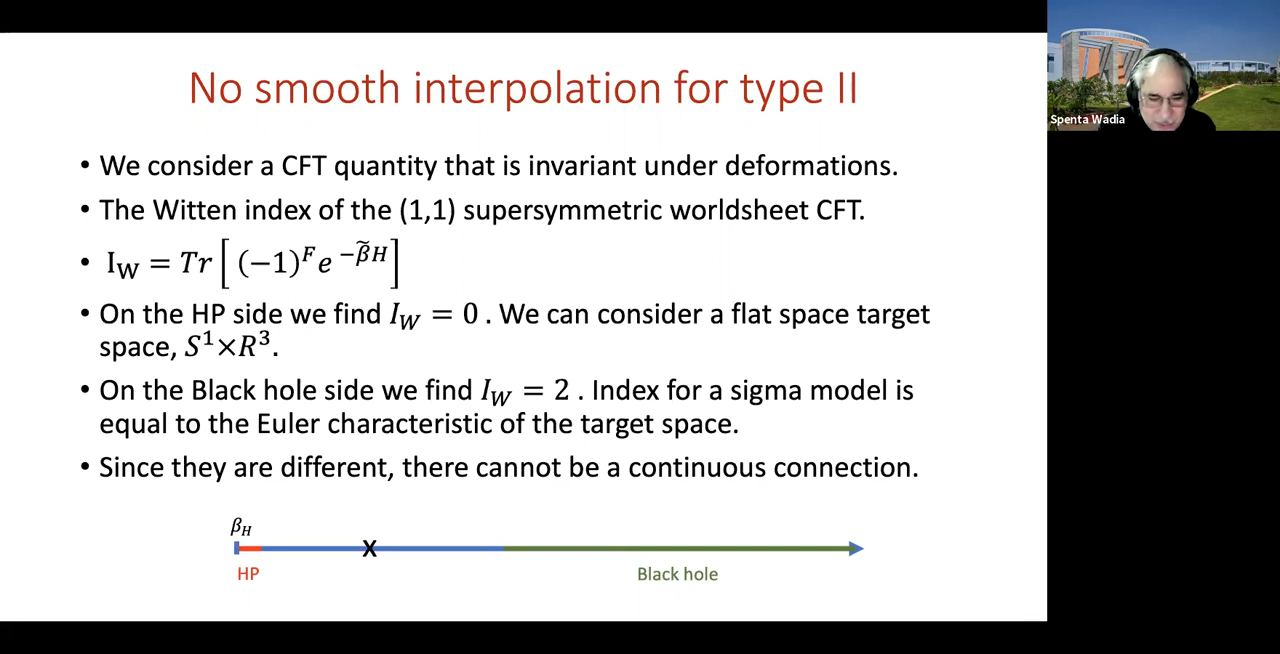 No smooth interpolation for type II
• We consider a CFT quantity that is invariant under deformations.
• The Witten index of the (1,1) supersymmetric worldsheet CFT.
• I_W = Tr[ (−1)^F e^{−β̃H} ]
• On the HP side we find I_W = 0 . We can consider a flat space target
space, S¹×R³.
• On the Black hole side we find I_W = 2 . Index for a sigma model is
equal to the Euler characteristic of the target space.
• Since they are different, there cannot be a continuous connection.
β_H
X
HP
Black hole
Spenta Wadia